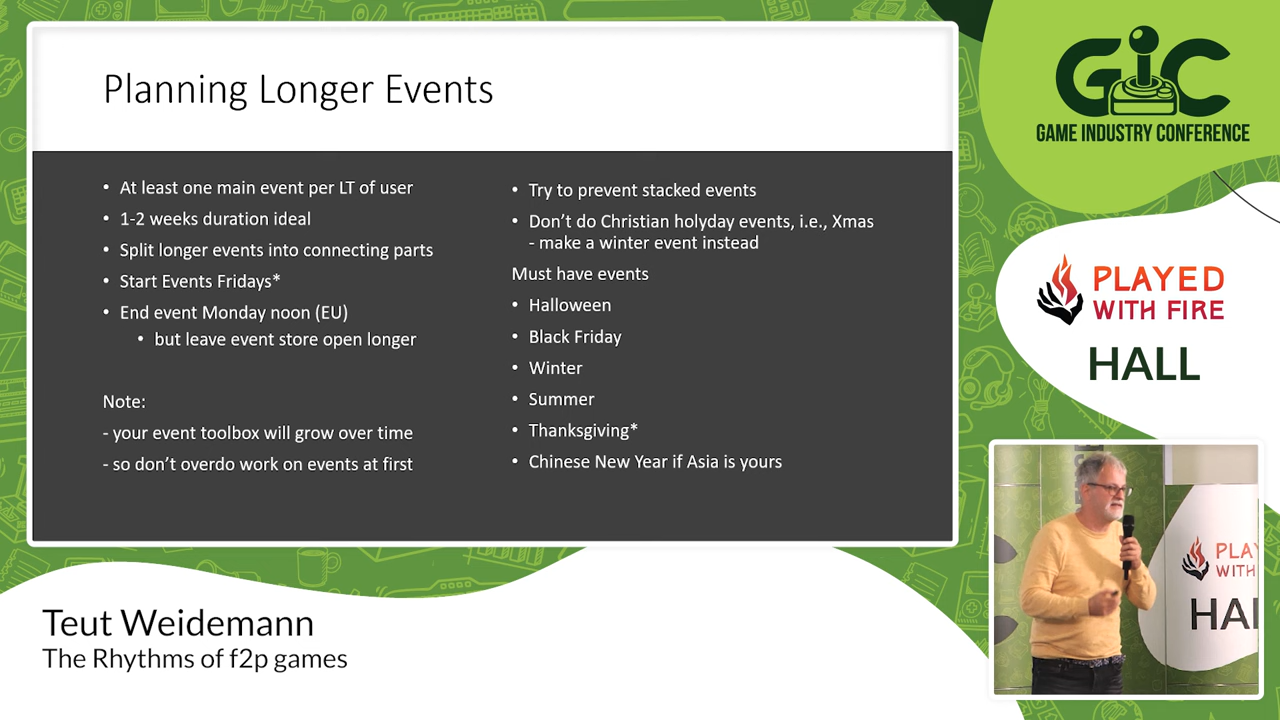 Planning Longer Events
• At least one main event per LT of user
• 1-2 weeks duration ideal
• Split longer events into connecting parts
• Start Events Fridays*
• End event Monday noon (EU)
• but leave event store open longer
Note:
- your event toolbox will grow over time
- so don't overdo work on events at first
• Try to prevent stacked events
• Don't do Christian holyday events, i.e., Xmas
- make a winter event instead
Must have events
• Halloween
• Black Friday
• Winter
• Summer
• Thanksgiving*
• Chinese New Year if Asia is yours
GiC
GAME INDUSTRY CONFERENCE
PLAYED
WITH FIRE
HALL
PLAY
WITH
HAL
Teut Weidemann
The Rhythms of f2p games